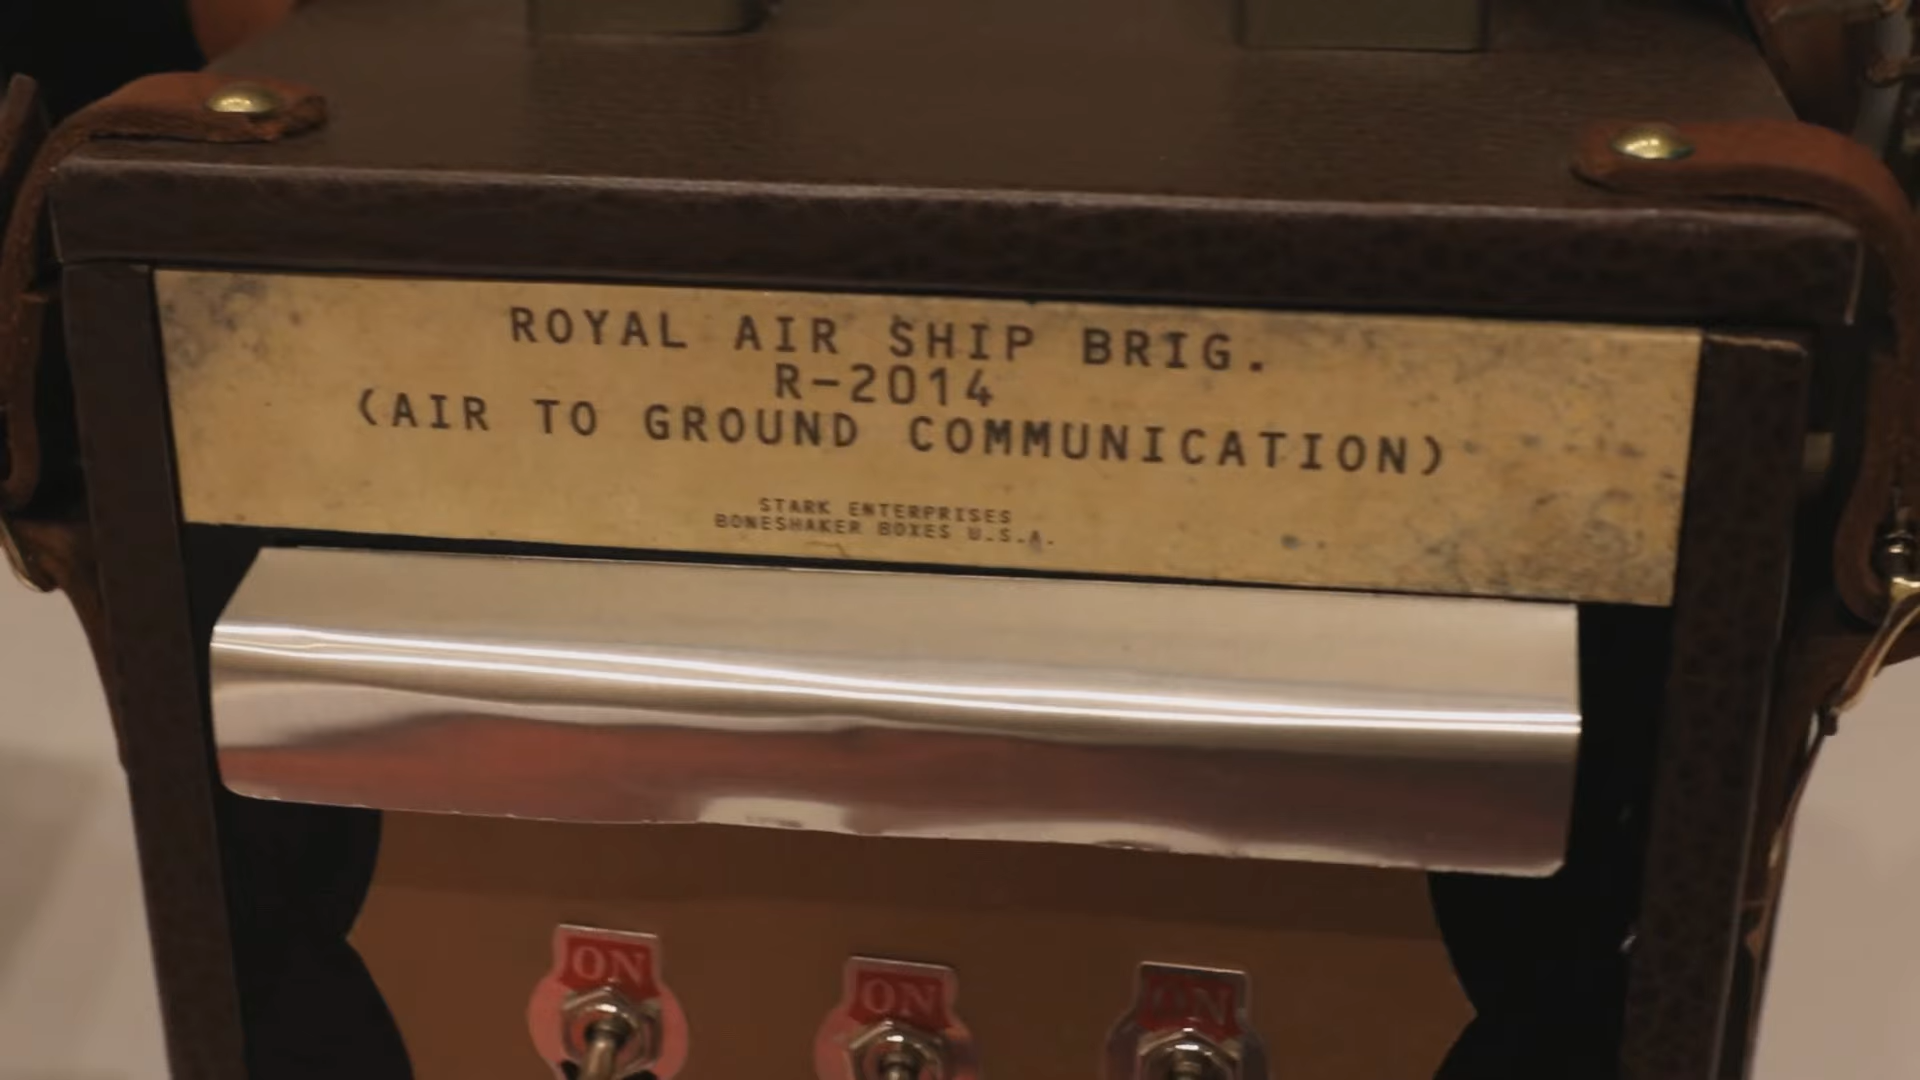 ROYAL AIR SHIP BRIG.
R-2014
(AIR TO GROUND COMMUNICATION)
STARK ENTERPRISES
BONESHAKER BOXES U.S.A.
ON
ON
ON